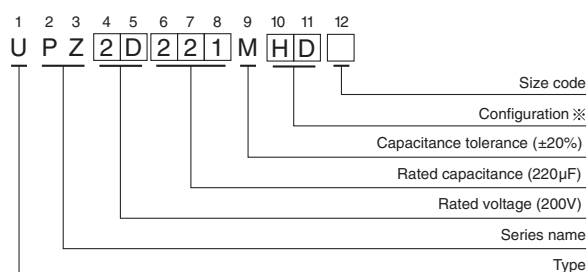 1 2 3 4 5 6 7 8 9 10 11 12
U P Z 2 D 2 2 1 M H D
Size code
Configuration ※
Capacitance tolerance (±20%)
Rated capacitance (220µF)
Rated voltage (200V)
Series name
Type